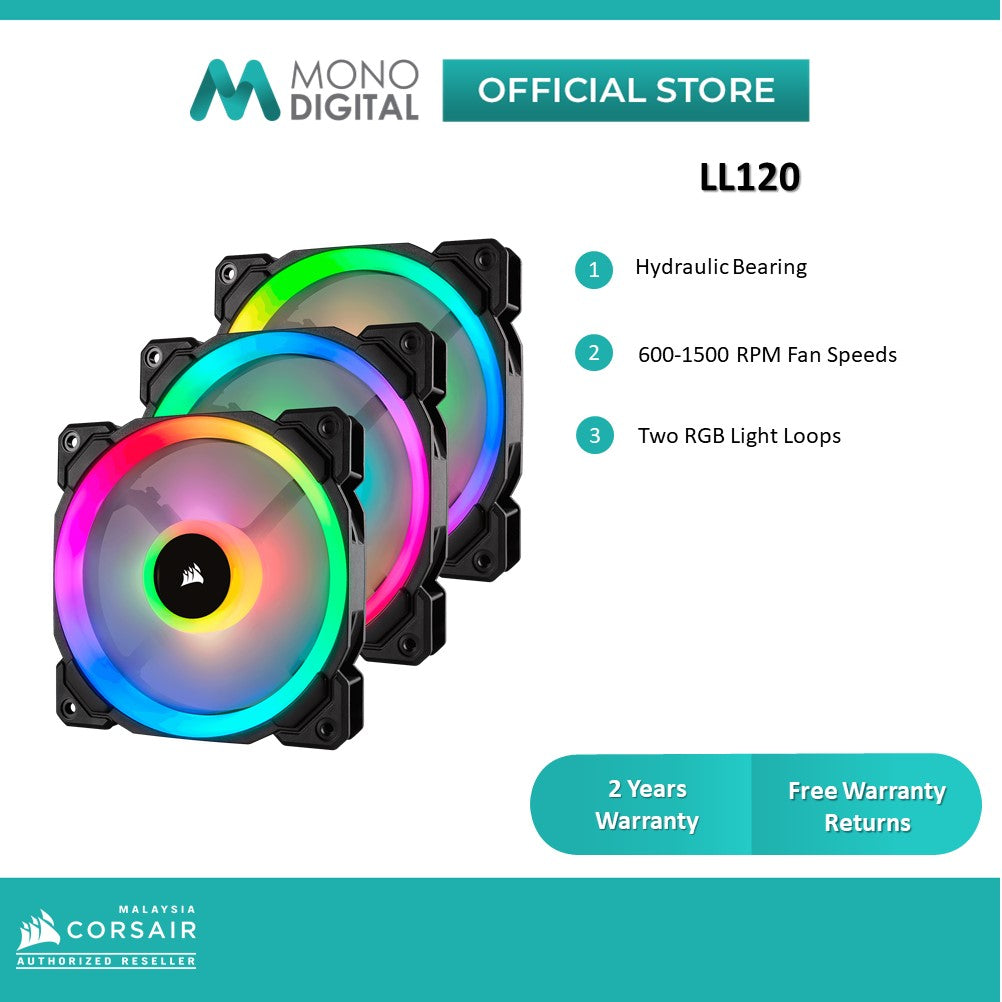 MONO
DIGITAL
OFFICIAL STORE
LL120
1 Hydraulic Bearing
2 600-1500 RPM Fan Speeds
3 Two RGB Light Loops
2 Years
Warranty
Free Warranty
Returns
MALAYSIA
CORSAIR
AUTHORIZED RESELLER